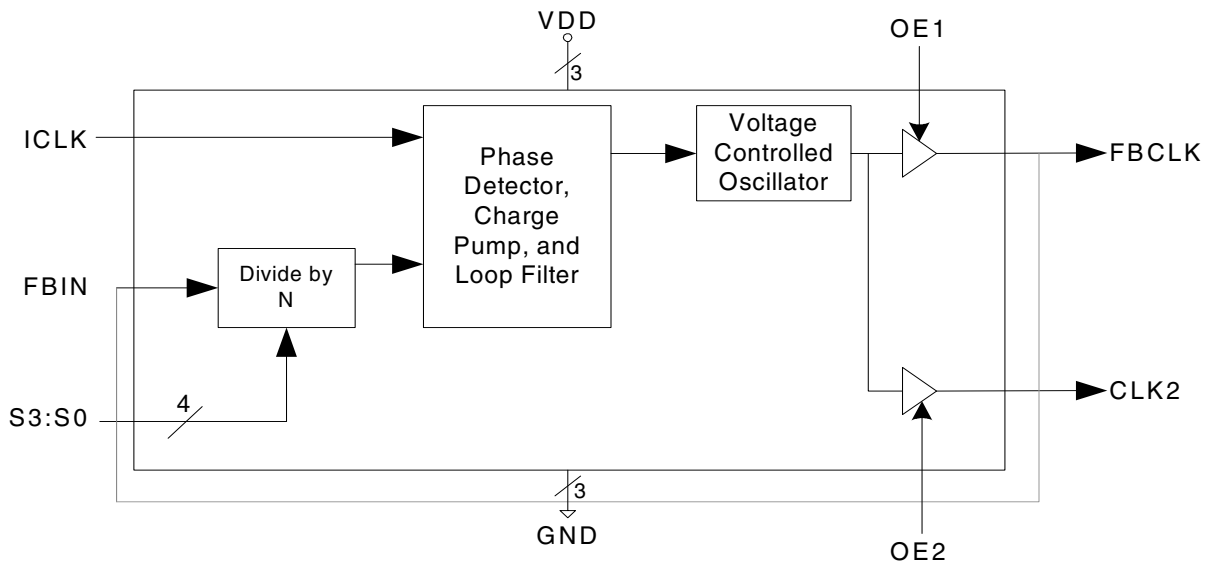 VDD
OE1
3
ICLK
Phase
Detector,
Charge
Pump, and
Loop Filter
Voltage
Controlled
Oscillator
FBCLK
FBIN
Divide by
N
S3:S0
4
CLK2
3
GND
OE2